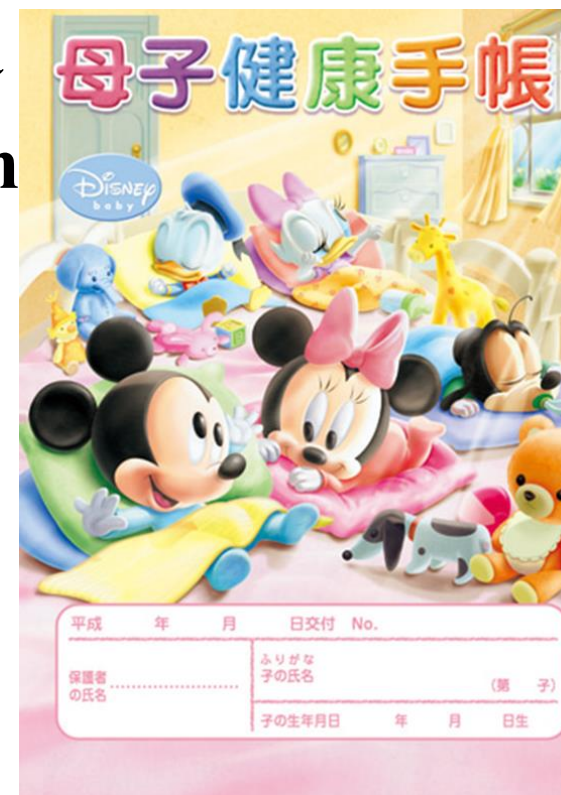 母子健康手帳
Disney
baby
n
平成 年 月 日交付 No.
保護者
の氏名
ふりがな
子の氏名
(第 子)
子の生年月日 年 月 日生